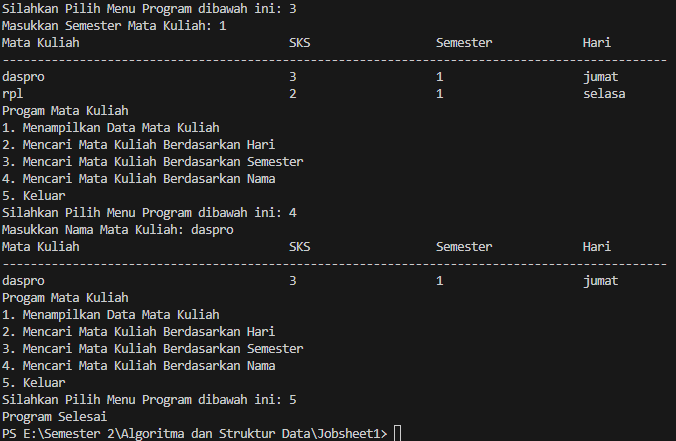 Silahkan Pilih Menu Program dibawah ini: 3
Masukkan Semester Mata Kuliah: 1
Mata Kuliah SKS Semester Hari
-----------------------------------------------------------------------------------------------
daspro 3 1 jumat
rpl 2 1 selasa
Progam Mata Kuliah
1. Menampilkan Data Mata Kuliah
2. Mencari Mata Kuliah Berdasarkan Hari
3. Mencari Mata Kuliah Berdasarkan Semester
4. Mencari Mata Kuliah Berdasarkan Nama
5. Keluar
Silahkan Pilih Menu Program dibawah ini: 4
Masukkan Nama Mata Kuliah: daspro
Mata Kuliah SKS Semester Hari
-----------------------------------------------------------------------------------------------
daspro 3 1 jumat
Progam Mata Kuliah
1. Menampilkan Data Mata Kuliah
2. Mencari Mata Kuliah Berdasarkan Hari
3. Mencari Mata Kuliah Berdasarkan Semester
4. Mencari Mata Kuliah Berdasarkan Nama
5. Keluar
Silahkan Pilih Menu Program dibawah ini: 5
Program Selesai
PS E:\Semester 2\Algoritma dan Struktur Data\Jobsheet1>